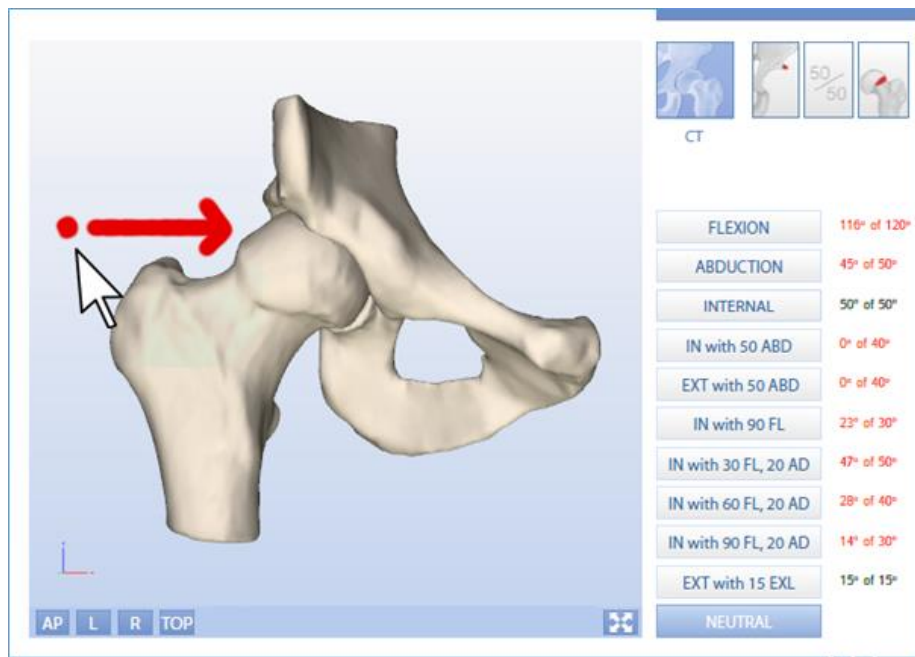 50/50
CT
FLEXION 116° of 120°
ABDUCTION 45° of 50°
INTERNAL 50° of 50°
IN with 50 ABD 0° of 40°
EXT with 50 ABD 0° of 40°
IN with 90 FL 23° of 30°
IN with 30 FL, 20 AD 47° of 50°
IN with 60 FL, 20 AD 28° of 40°
IN with 90 FL, 20 AD 14° of 30°
EXT with 15 EXL 15° of 15°
AP L R TOP NEUTRAL